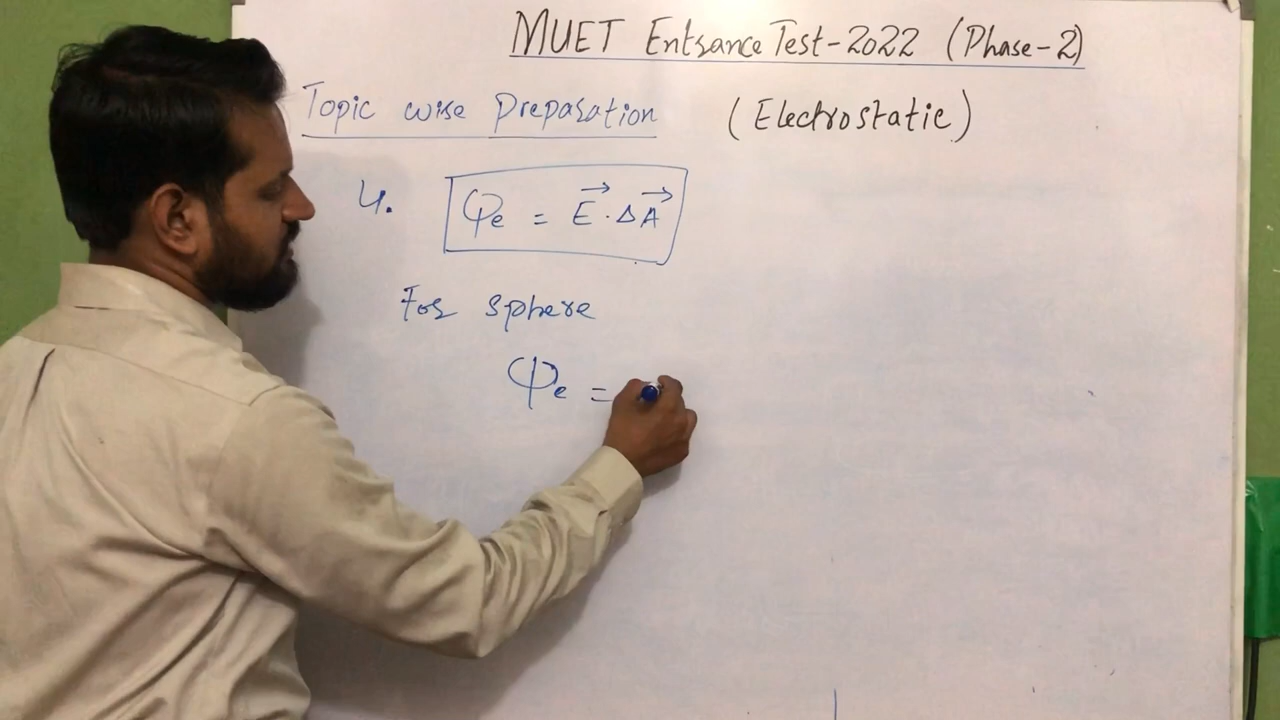 MUET Entrance Test-2022 (Phase-2)
Topic wise Preparation (Electrostatic)
4. φe = E⃗ · ΔA⃗
For sphere
φe =